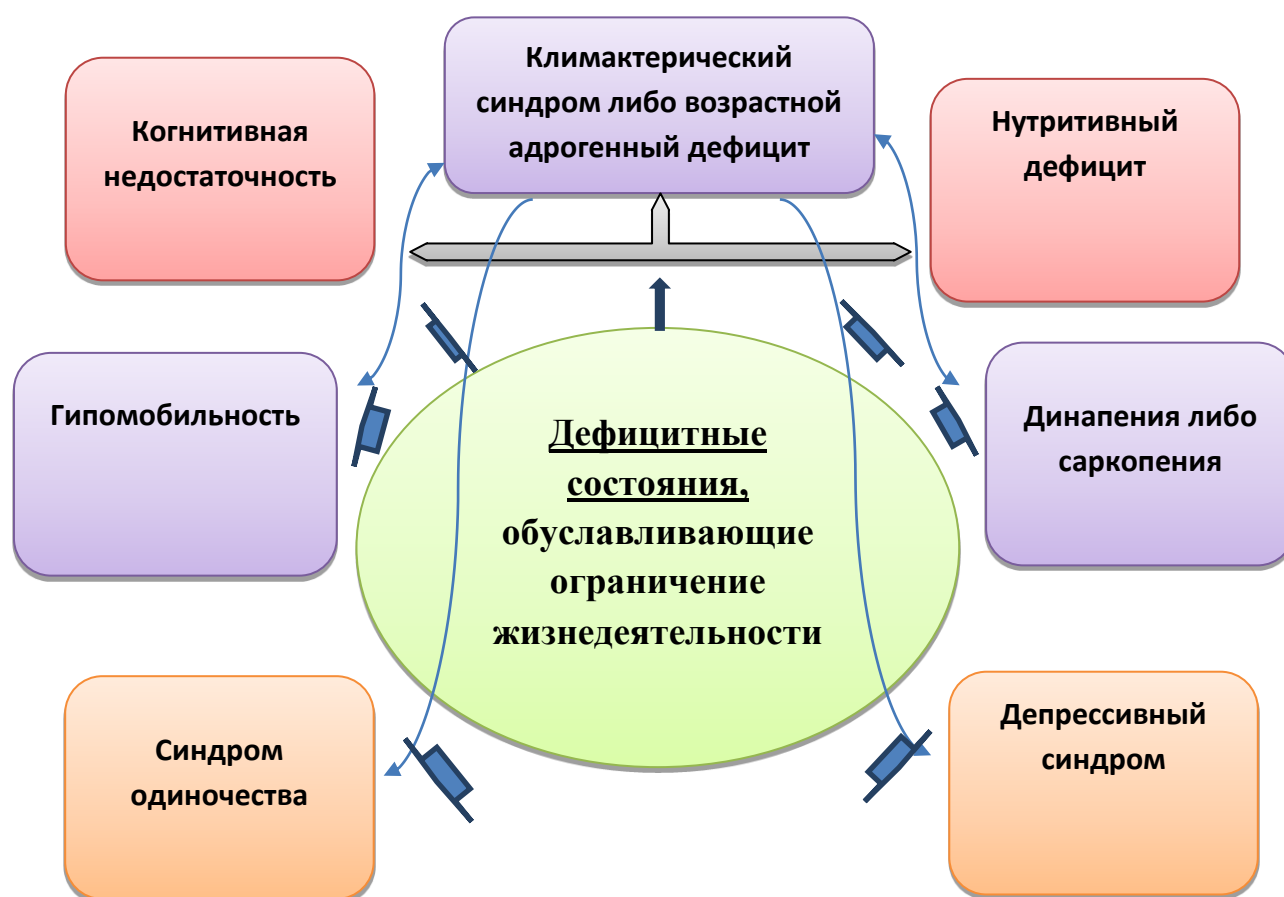 Климактерический
синдром либо возрастной
адрогенный дефицит
Когнитивная
недостаточность
Нутритивный
дефицит
Гипомобильность
Динапения либо
саркопения
Дефицитные
состояния,
обуславливающие
ограничение
жизнедеятельности
Синдром
одиночества
Депрессивный
синдром